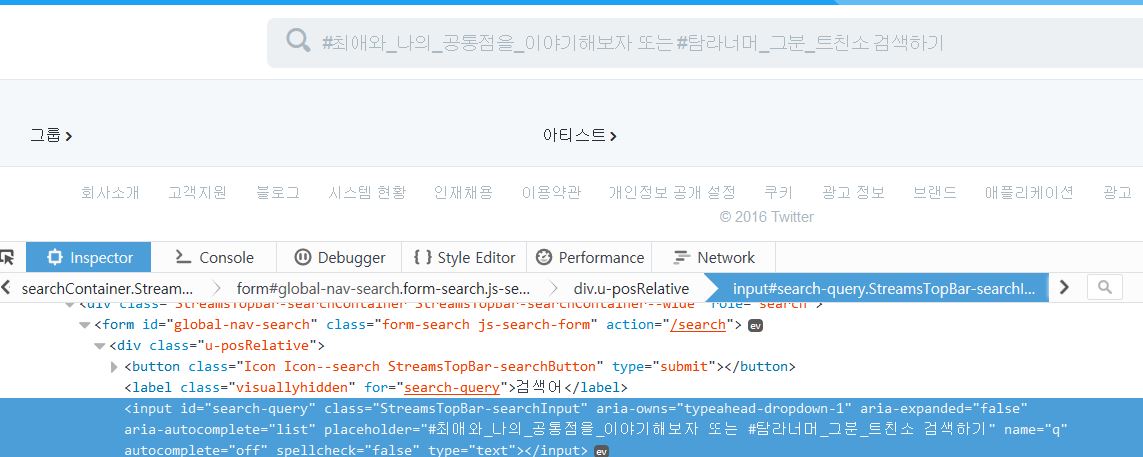 #최애와_나의_공통점을_이야기해보자 또는 #탐라너머_그분_트친소 검색하기
그룹 > 아티스트 >
회사소개 고객지원 블로그 시스템 현황 인재채용 이용약관 개인정보 공개 설정 쿠키 광고 정보 브랜드 애플리케이션 광고
© 2016 Twitter
Inspector Console Debugger { } Style Editor Performance Network
searchContainer.Stream... form#global-nav-search.form-search.js-se... div.u-posRelative input#search-query.StreamsTopBar-searchI...
<div class="StreamsTopBar-searchContainer StreamsTopBar-searchContainer--wide" role="search">
<form id="global-nav-search" class="form-search js-search-form" action="/search"> ev
<div class="u-posRelative">
<button class="Icon Icon--search StreamsTopBar-searchButton" type="submit"></button>
<label class="visuallyhidden" for="search-query">검색어</label>
<input id="search-query" class="StreamsTopBar-searchInput" aria-owns="typeahead-dropdown-1" aria-expanded="false"
aria-autocomplete="list" placeholder="#최애와_나의_공통점을_이야기해보자 또는 #탐라너머_그분_트친소 검색하기" name="q"
autocomplete="off" spellcheck="false" type="text"></input> ev